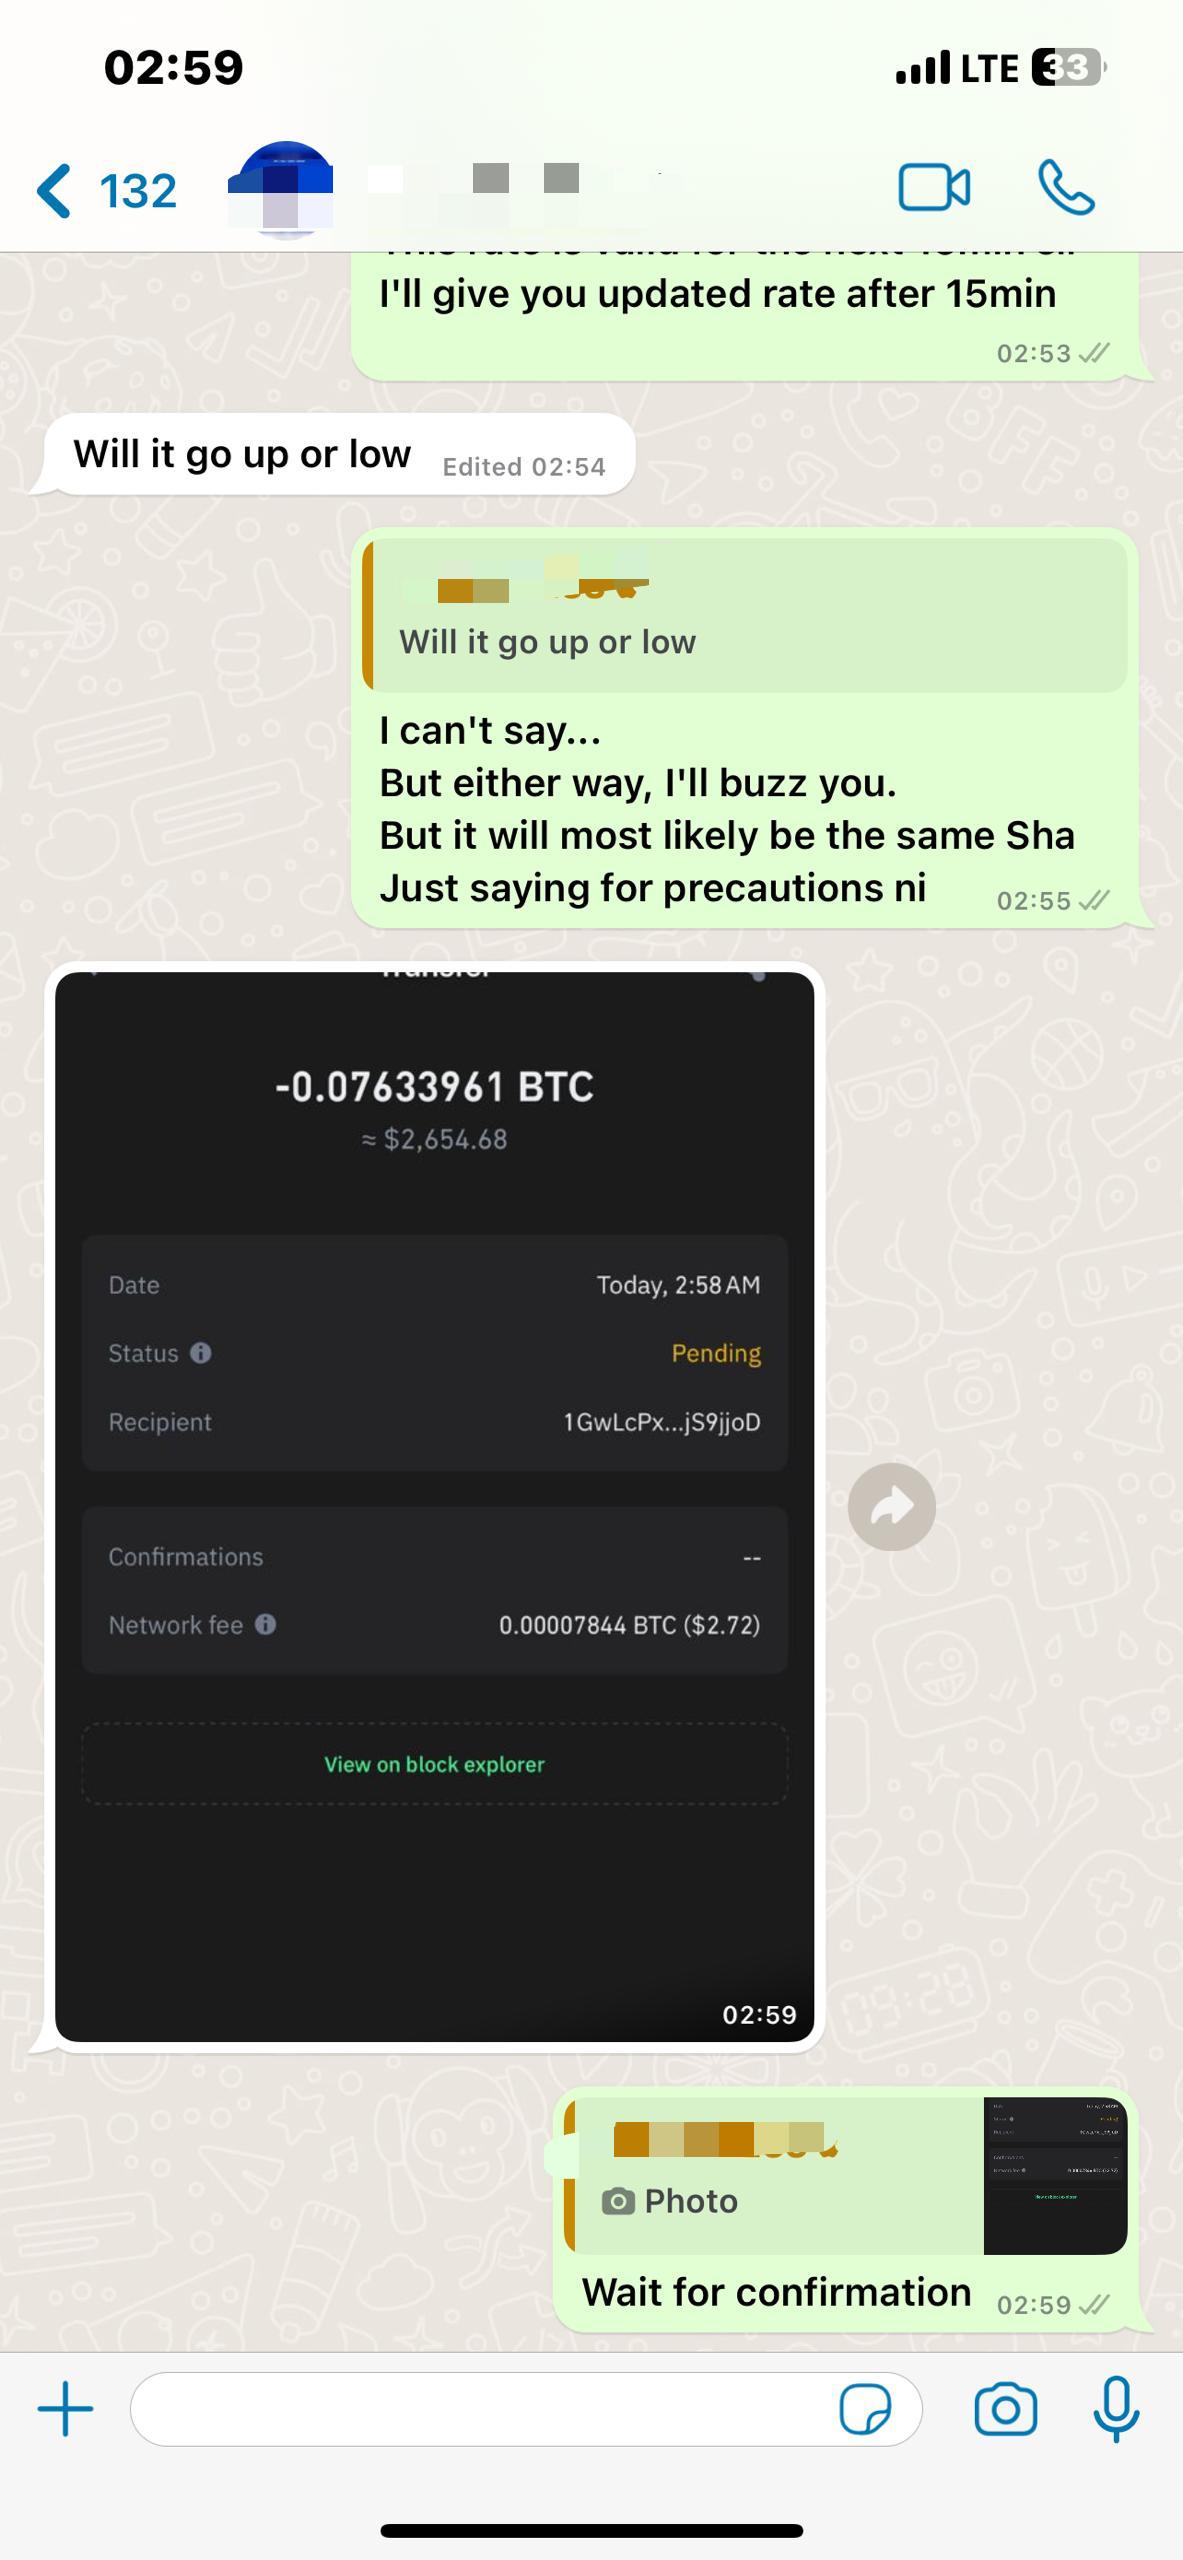 02:59
LTE 33
132
I'll give you updated rate after 15min
02:53
Will it go up or low
Edited 02:54
Will it go up or low
I can't say...
But either way, I'll buzz you.
But it will most likely be the same Sha
Just saying for precautions ni
02:55
Transfer
-0.07633961 BTC
≈ $2,654.68
Date Today, 2:58 AM
Status Pending
Recipient 1GwLcPx...jS9jjoD
Confirmations --
Network fee 0.00007844 BTC ($2.72)
View on block explorer
02:59
Photo
Wait for confirmation
02:59